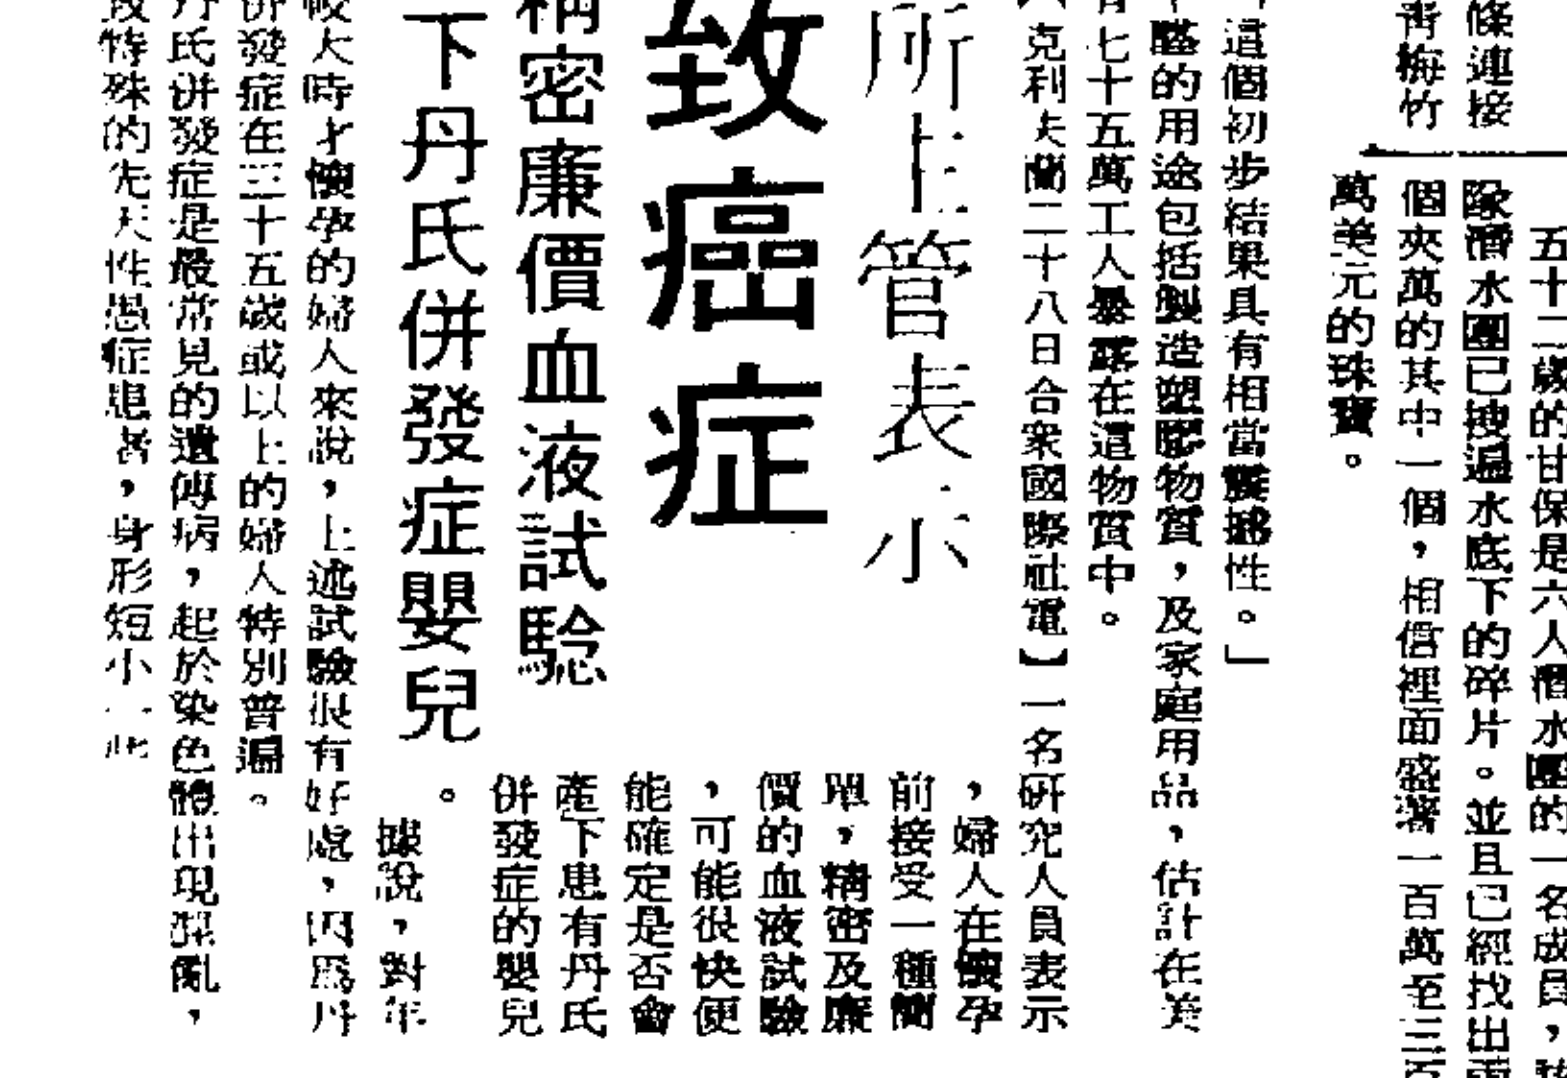 條連接
青梅竹
五十二歲的甘保是六人潛水團的一名成員，
隊潛水團已搜遍水底下的碎片。並且已經找出兩
個夾萬的其中一個，相信裡面盛著一百萬至三百
萬美元的珠寶。
這個初步結果具有相當震撼性。」
醛的用途包括製造塑膠物質，及家庭用品，估計在美
七十五萬工人暴露在這物質中。
克利夫蘭二十八日合衆國際社電】一名研究人員表示
，婦人在懷孕
前接受一種簡
單，精密及廉
價的血液試驗
，可能很快便
能確定是否會
產下患有丹氏
併發症的嬰兒
。
所上管表示
致癌症
精密廉價血液試驗
下丹氏併發症嬰兒
據說，對年
較大時才懷孕的婦人來說，上述試驗很有好處，因爲丹
併發症在三十五歲或以上的婦人特別普遍。
丹氏併發症是最常見的遺傳病，起於染色體出現混亂，
致特殊的先天性愚症患者，身形短小一些